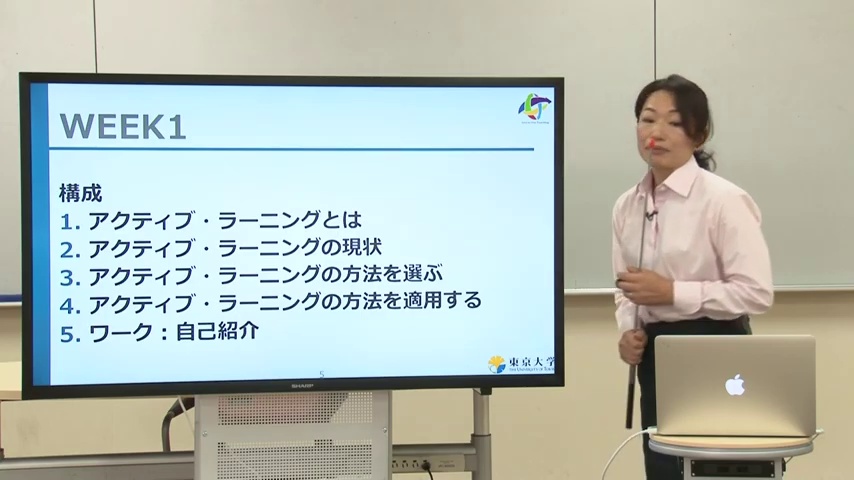 WEEK1
構成
1. アクティブ・ラーニングとは
2. アクティブ・ラーニングの現状
3. アクティブ・ラーニングの方法を選ぶ
4. アクティブ・ラーニングの方法を適用する
5. ワーク：自己紹介
5
東京大学
SHARP